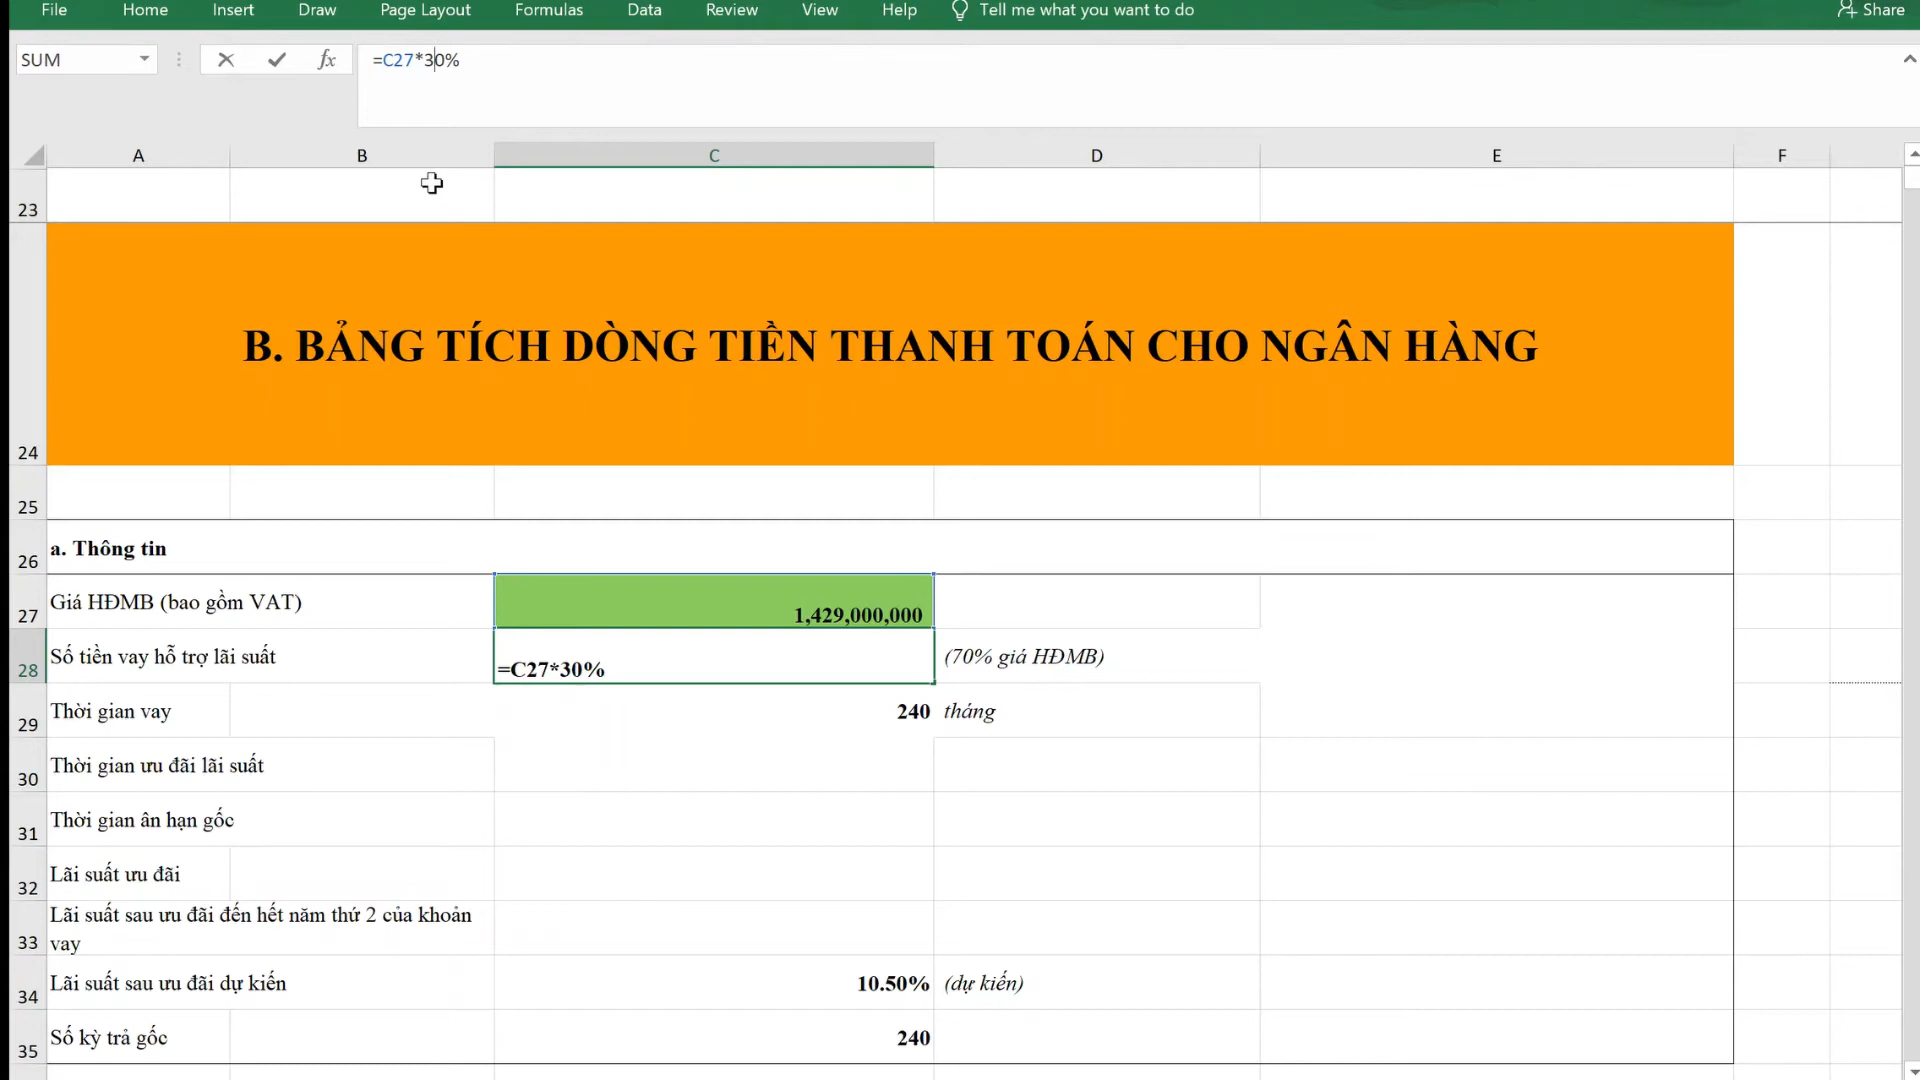 File Home Insert Draw Page Layout Formulas Data Review View Help Tell me what you want to do Share
SUM fx =C27*30%
A B C D E F
23
24 B. BẢNG TÍCH DÒNG TIỀN THANH TOÁN CHO NGÂN HÀNG
25
26 a. Thông tin
27 Giá HĐMB (bao gồm VAT) 1,429,000,000
28 Số tiền vay hỗ trợ lãi suất =C27*30% (70% giá HĐMB)
29 Thời gian vay 240 tháng
30 Thời gian ưu đãi lãi suất
31 Thời gian ân hạn gốc
32 Lãi suất ưu đãi
Lãi suất sau ưu đãi đến hết năm thứ 2 của khoản
33 vay
34 Lãi suất sau ưu đãi dự kiến 10.50% (dự kiến)
35 Số kỳ trả gốc 240